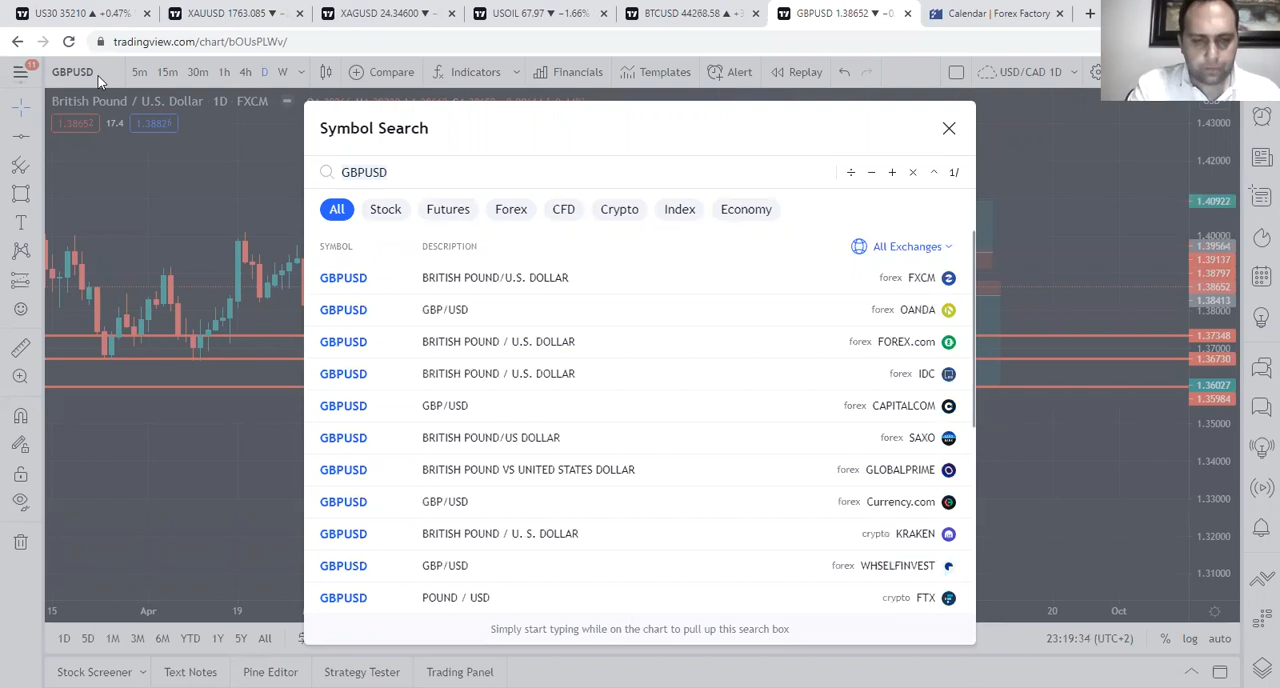 US30 35210 ▲ +0.47%
XAUUSD 1763.085 ▼ −
XAGUSD 24.34600 ▼ −
USOIL 67.97 ▼ −1.66%
BTCUSD 44268.58 ▲ +
GBPUSD 1.38652 ▼ −0
Calendar | Forex Factory
tradingview.com/chart/bOUsPLWv/
11
GBPUSD 5m 15m 30m 1h 4h D W Compare Indicators Financials Templates Alert Replay USD/CAD 1D
British Pound / U.S. Dollar 1D FXCM
1.38652 17.4 1.38826
Symbol Search
GBPUSD ÷ − + × ^ 1/
All Stock Futures Forex CFD Crypto Index Economy
SYMBOL DESCRIPTION All Exchanges
GBPUSD BRITISH POUND/U.S. DOLLAR forex FXCM
GBPUSD GBP/USD forex OANDA
GBPUSD BRITISH POUND / U.S. DOLLAR forex FOREX.com
GBPUSD BRITISH POUND / U.S. DOLLAR forex IDC
GBPUSD GBP/USD forex CAPITALCOM
GBPUSD BRITISH POUND/US DOLLAR forex SAXO
GBPUSD BRITISH POUND VS UNITED STATES DOLLAR forex GLOBALPRIME
GBPUSD GBP/USD forex Currency.com
GBPUSD BRITISH POUND / U. S. DOLLAR crypto KRAKEN
GBPUSD GBP/USD forex WHSELFINVEST
GBPUSD POUND / USD crypto FTX
Simply start typing while on the chart to pull up this search box
1.43000
1.42000
1.40922
1.40000
1.39564
1.39137
1.38797
1.38652
1.38413
1.38000
1.37348
1.37000
1.36730
1.36027
1.35984
1.35000
1.34000
1.33000
1.32000
1.31000
15 Apr 19 20 Oct
1D 5D 1M 3M 6M YTD 1Y 5Y All 23:19:34 (UTC+2) % log auto
Stock Screener Text Notes Pine Editor Strategy Tester Trading Panel